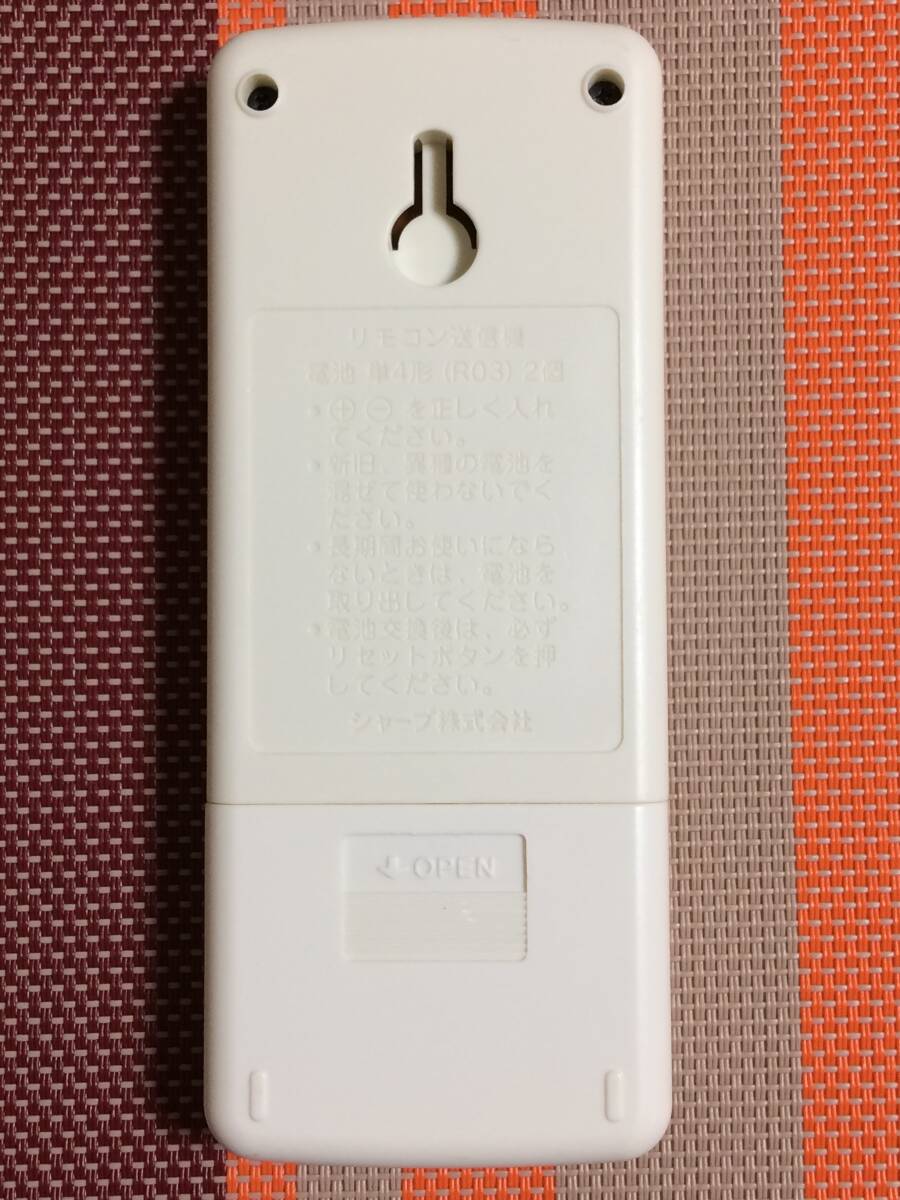 リモコン送信機
電池 単4形 (R03) 2個
・⊕ ⊖ を正しく入れ
てください。
・新旧、異種の電池を
混ぜて使わないでく
ださい。
・長期間お使いになら
ないときは、電池を
取り出してください。
・電池交換後は、必ず
リセットボタンを押
してください。
シャープ株式会社
OPEN